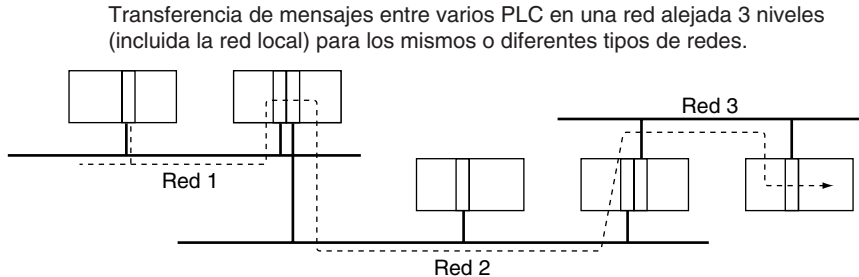 Transferencia de mensajes entre varios PLC en una red alejada 3 niveles
(incluida la red local) para los mismos o diferentes tipos de redes.
Red 3
Red 1
Red 2